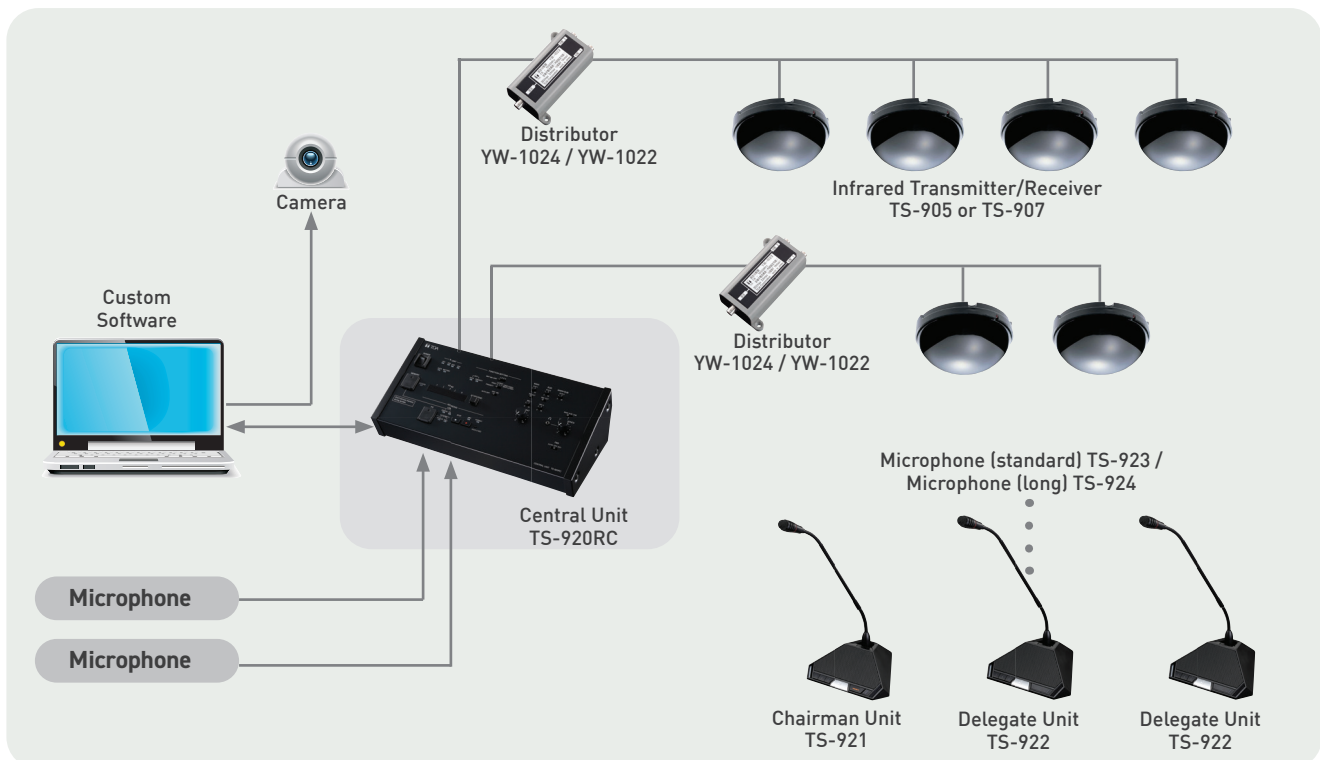 Distributor
YW-1024 / YW-1022
Infrared Transmitter/Receiver
TS-905 or TS-907
Camera
Distributor
YW-1024 / YW-1022
Custom
Software
Central Unit
TS-920RC
Microphone (standard) TS-923 /
Microphone (long) TS-924
Microphone
Microphone
Chairman Unit
TS-921
Delegate Unit
TS-922
Delegate Unit
TS-922